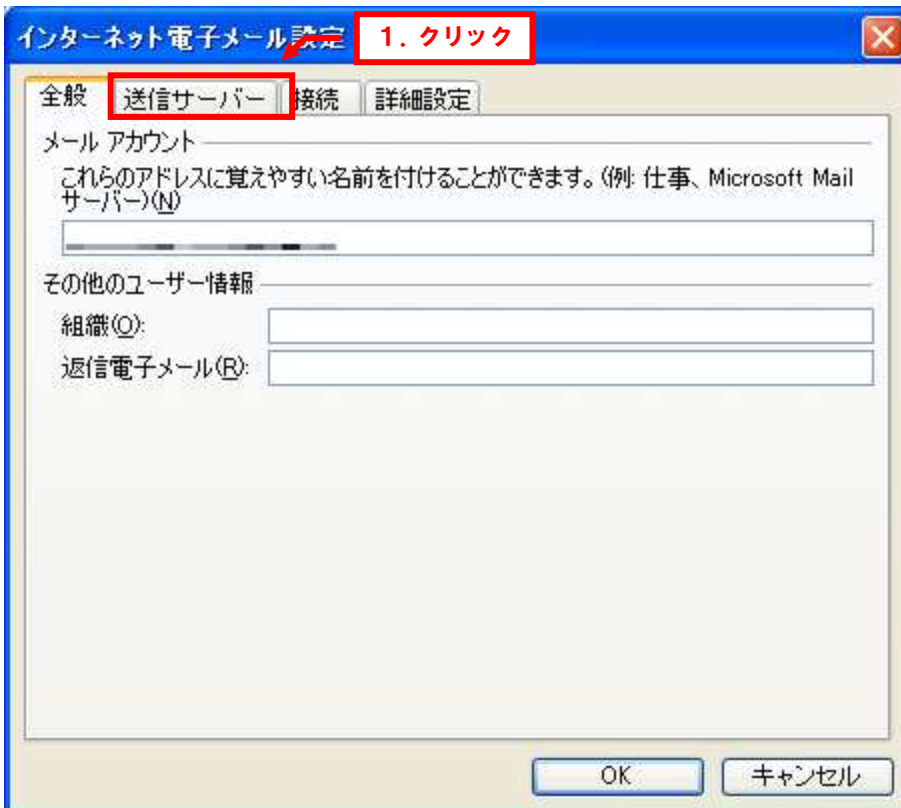 インターネット電子メール設定
1. クリック
全般 送信サーバー 接続 詳細設定
メール アカウント
これらのアドレスに覚えやすい名前を付けることができます。(例: 仕事、Microsoft Mail
サーバー)(N)
その他のユーザー情報
組織(O):
返信電子メール(R):
OK キャンセル